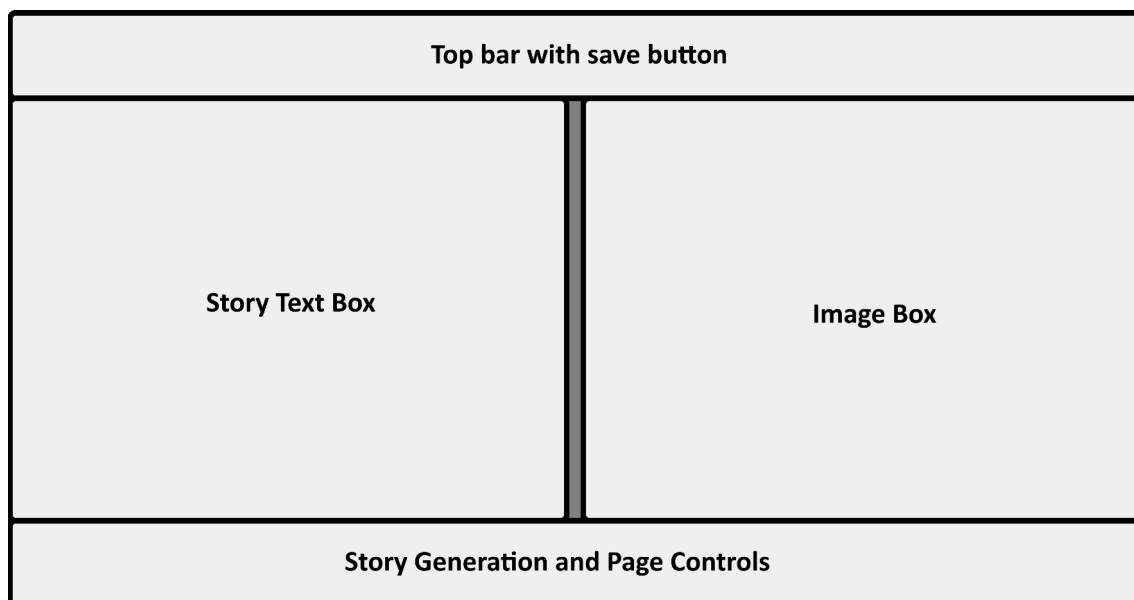 Top bar with save button
Story Text Box
Image Box
Story Generation and Page Controls